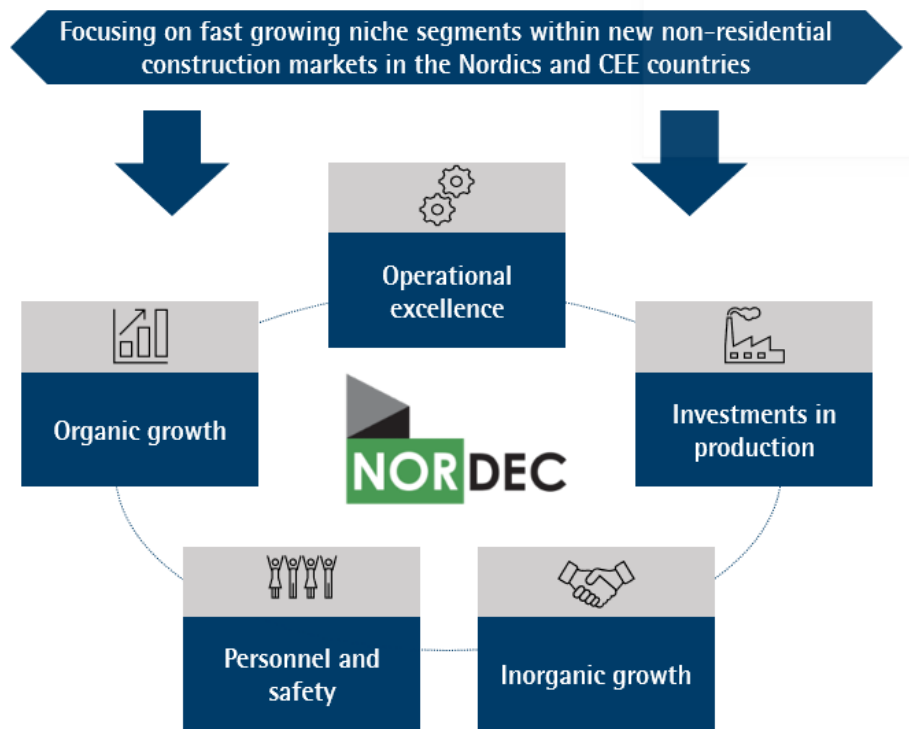 Focusing on fast growing niche segments within new non-residential
construction markets in the Nordics and CEE countries
Operational
excellence
Organic growth
Investments in
production
NORDEC
Personnel and
safety
Inorganic growth